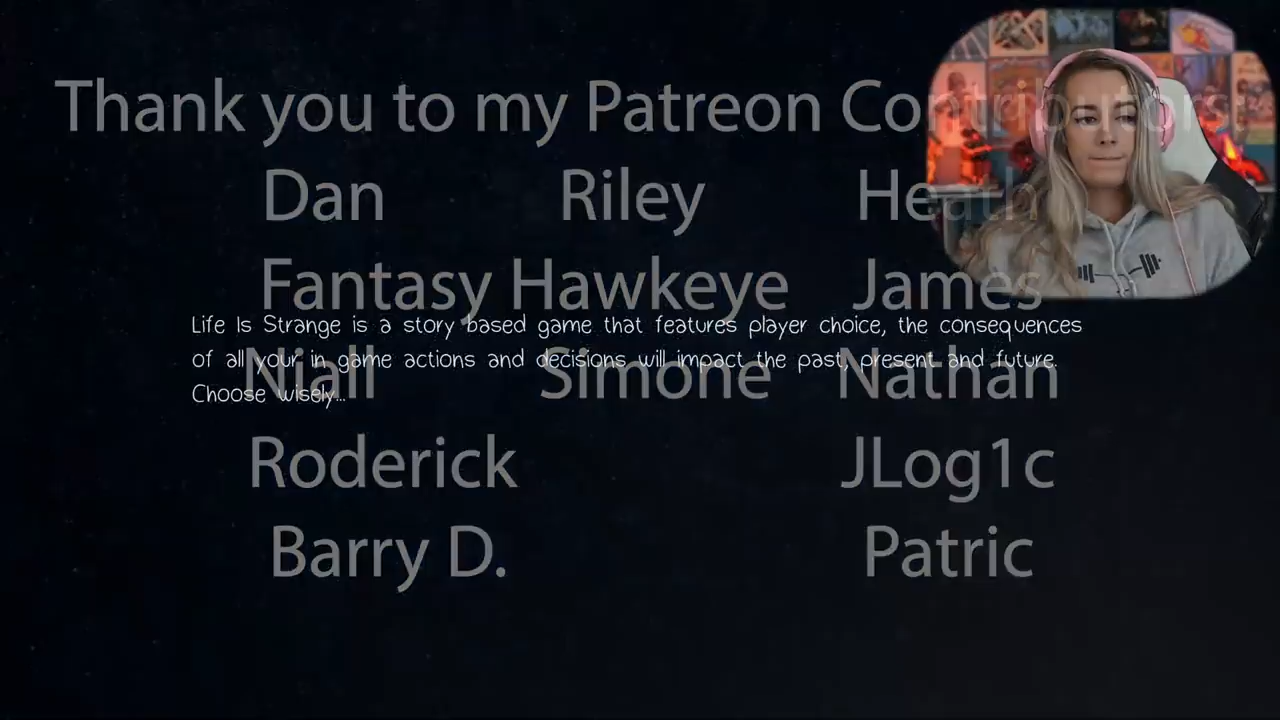 Thank you to my Patreon Contributors:
Dan Riley Heath
Fantasy Hawkeye James
Life Is Strange is a story based game that features player choice, the consequences
of all your in game actions and decisions will impact the past, present and future.
Niall Simone Nathan
Choose wisely...
Roderick JLog1c
Barry D. Patric